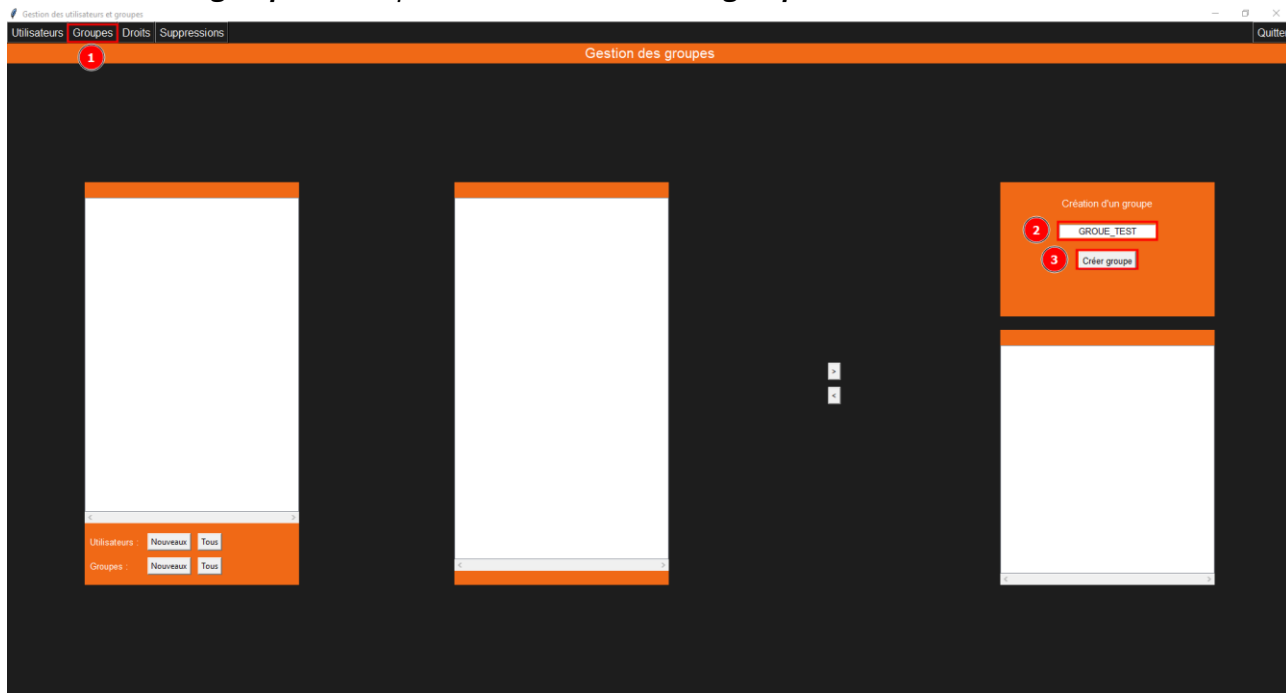 Gestion des utilisateurs et groupes
Utilisateurs Groupes Droits Suppressions Quitter
1
Gestion des groupes
Création d'un groupe
2 GROUE_TEST
3 Créer groupe
>
<
< >
Utilisateurs : Nouveaux Tous
Groupes : Nouveaux Tous
< >
< >